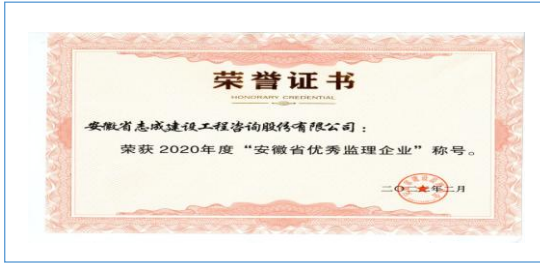 荣誉证书
HONORARY CREDENTIAL
安徽省志成建设工程咨询股份有限公司：
荣获2020年度“安徽省优秀监理企业”称号。
二〇二一年二月